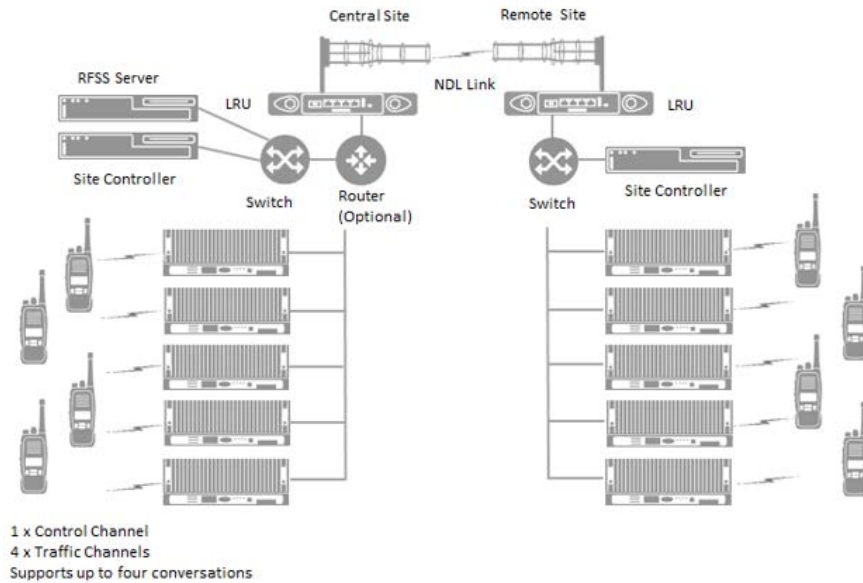 Central Site
Remote Site
RFSS Server
LRU
NDL Link
LRU
Site Controller
Switch
Router
(Optional)
Switch
Site Controller
1 x Control Channel
4 x Traffic Channels
Supports up to four conversations